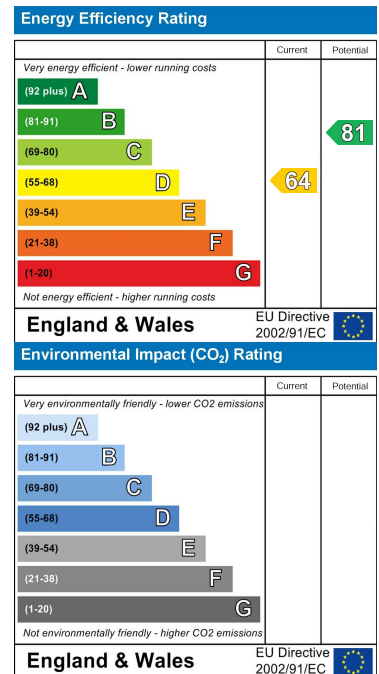 Energy Efficiency Rating
Current Potential
Very energy efficient - lower running costs
(92 plus) A
(81-91) B
81
(69-80) C
(55-68) D
64
(39-54) E
(21-38) F
(1-20) G
Not energy efficient - higher running costs
England & Wales
EU Directive
2002/91/EC
Environmental Impact (CO₂) Rating
Current Potential
Very environmentally friendly - lower CO2 emissions
(92 plus) A
(81-91) B
(69-80) C
(55-68) D
(39-54) E
(21-38) F
(1-20) G
Not environmentally friendly - higher CO2 emissions
England & Wales
EU Directive
2002/91/EC